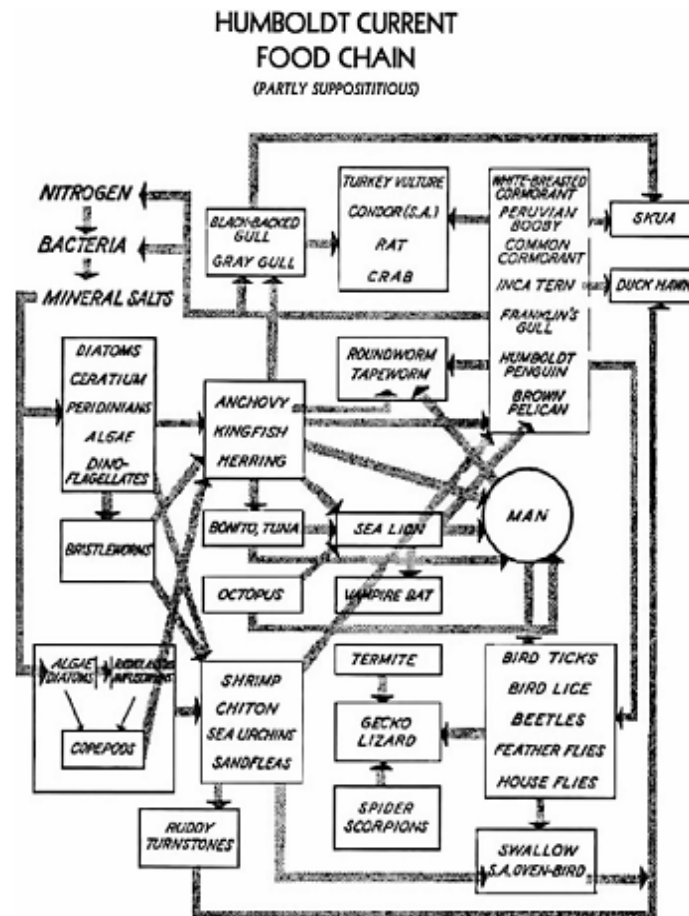 HUMBOLDT CURRENT
FOOD CHAIN
(PARTLY SUPPOSITITIOUS)
NITROGEN
BACTERIA
MINERAL SALTS
BLACK-BACKED
GULL
GRAY GULL
TURKEY VULTURE
CONDOR (S.A.)
RAT
CRAB
WHITE-BREASTED
CORMORANT
PERUVIAN
BOOBY
COMMON
CORMORANT
INCA TERN
FRANKLIN'S
GULL
HUMBOLDT
PENGUIN
BROWN
PELICAN
SKUA
DUCK HAWK
DIATOMS
CERATIUM
PERIDINIANS
ALGAE
DINO-
FLAGELLATES
ANCHOVY
KINGFISH
HERRING
ROUNDWORM
TAPEWORM
MAN
BRISTLEWORMS
BONITO, TUNA
SEA LION
OCTOPUS
VAMPIRE BAT
ALGAE
DIATOMS
COPEPODS
SHRIMP
CHITON
SEA URCHINS
SANDFLEAS
TERMITE
GECKO
LIZARD
SPIDER
SCORPIONS
BIRD TICKS
BIRD LICE
BEETLES
FEATHER FLIES
HOUSE FLIES
RUDDY
TURNSTONES
SWALLOW
S.A. OVEN-BIRD